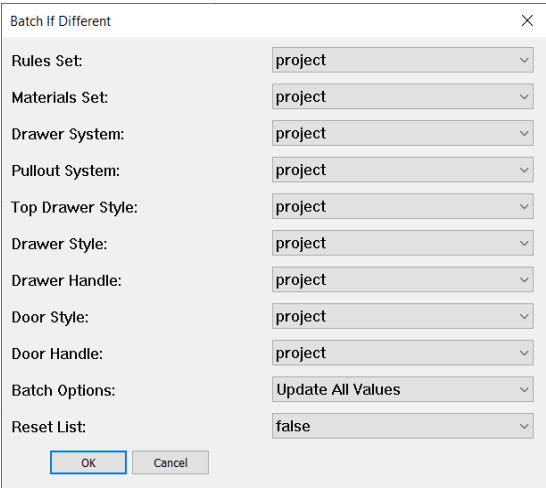 Batch If Different
Rules Set: project
Materials Set: project
Drawer System: project
Pullout System: project
Top Drawer Style: project
Drawer Style: project
Drawer Handle: project
Door Style: project
Door Handle: project
Batch Options: Update All Values
Reset List: false
OK Cancel